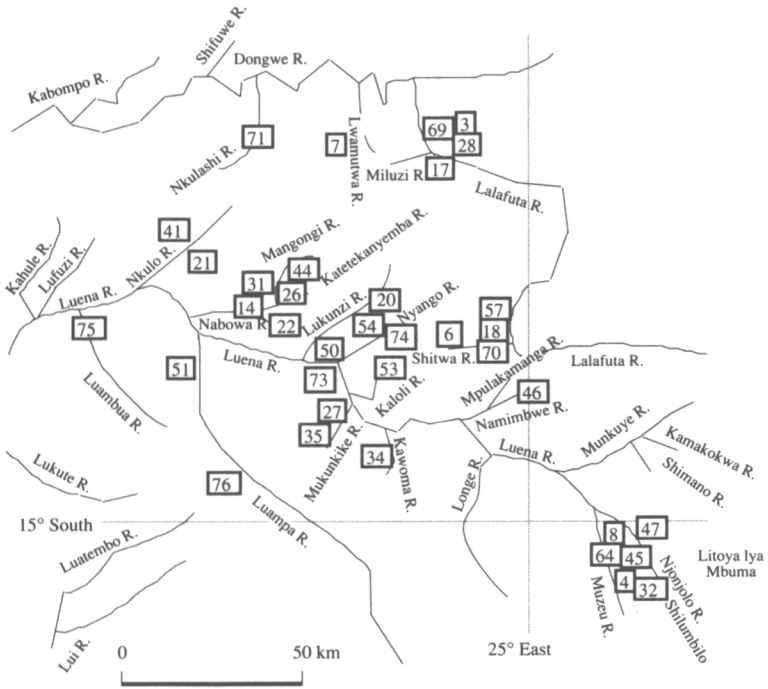 Shifuwe R.
Dongwe R.
Kabompo R.
71
7
69
3
28
17
Lwamutwa R.
Nkulashi R.
Miluzi R
Lalafuta R.
41
21
Mangongi R.
Katetekanyemba R.
Kahule R.
Lufuzi R.
Nkulo R.
44
31
26
14
22
Luena R.
Nabowa R
Lukunzi R.
20
Nyango R.
54
74
57
18
6
70
75
50
Shitwa R.
Mpulakamanga R.
Lalafuta R.
Luena R.
51
73
53
Kaloli R.
46
Luambua R.
27
Namimbwe R.
35
Mukunkike R.
34
Kawoma R.
Luena R.
Munkuye R.
Kamakokwa R.
Shimano R.
Lukute R.
76
Longe R.
Luampa R.
15° South
Luatembo R.
8
47
64
45
Litoya lya
Mbuma
4
32
Muzeu R.
Njonjolo R.
Shilumbilo
Lui R.
0
50 km
25° East